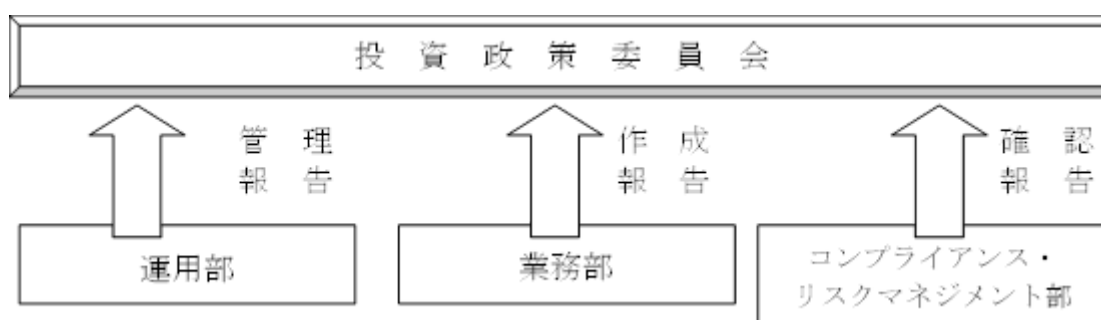 投資政策委員会
管理
報告
作成
報告
確認
報告
運用部
業務部
コンプライアンス・
リスクマネジメント部